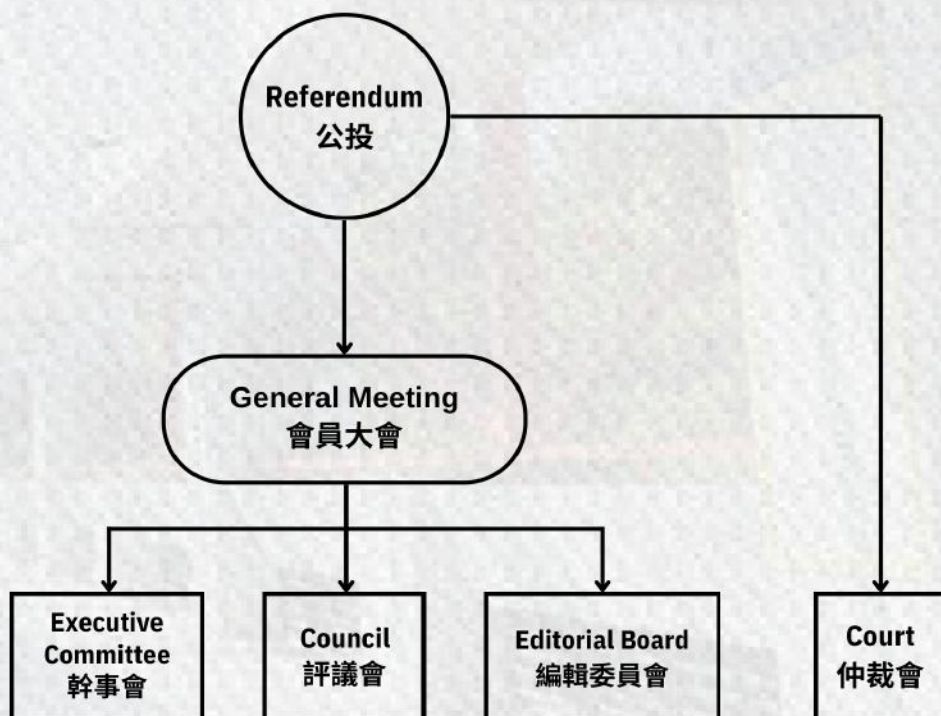 Referendum
公投
General Meeting
會員大會
Executive
Committee
幹事會
Council
評議會
Editorial Board
編輯委員會
Court
仲裁會